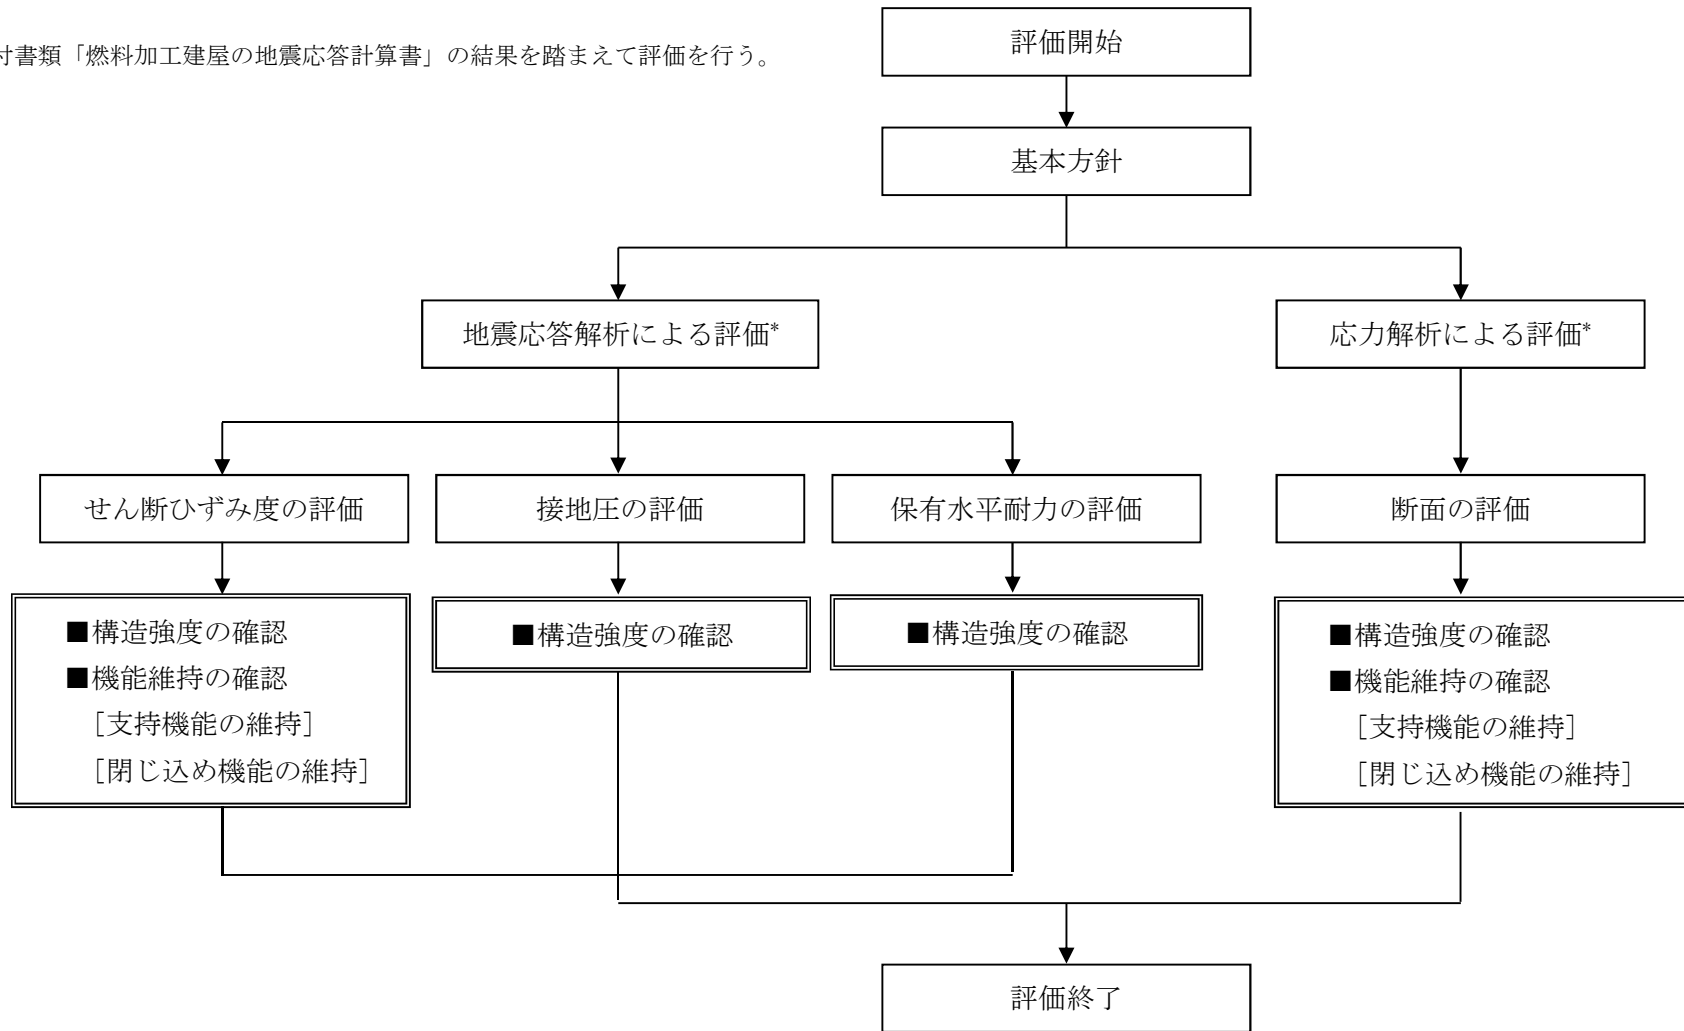 付書類「燃料加工建屋の地震応答計算書」の結果を踏まえて評価を行う。
評価開始
基本方針
地震応答解析による評価*
応力解析による評価*
せん断ひずみ度の評価
接地圧の評価
保有水平耐力の評価
断面の評価
■構造強度の確認
■機能維持の確認
[支持機能の維持]
[閉じ込め機能の維持]
■構造強度の確認
■構造強度の確認
■構造強度の確認
■機能維持の確認
[支持機能の維持]
[閉じ込め機能の維持]
評価終了